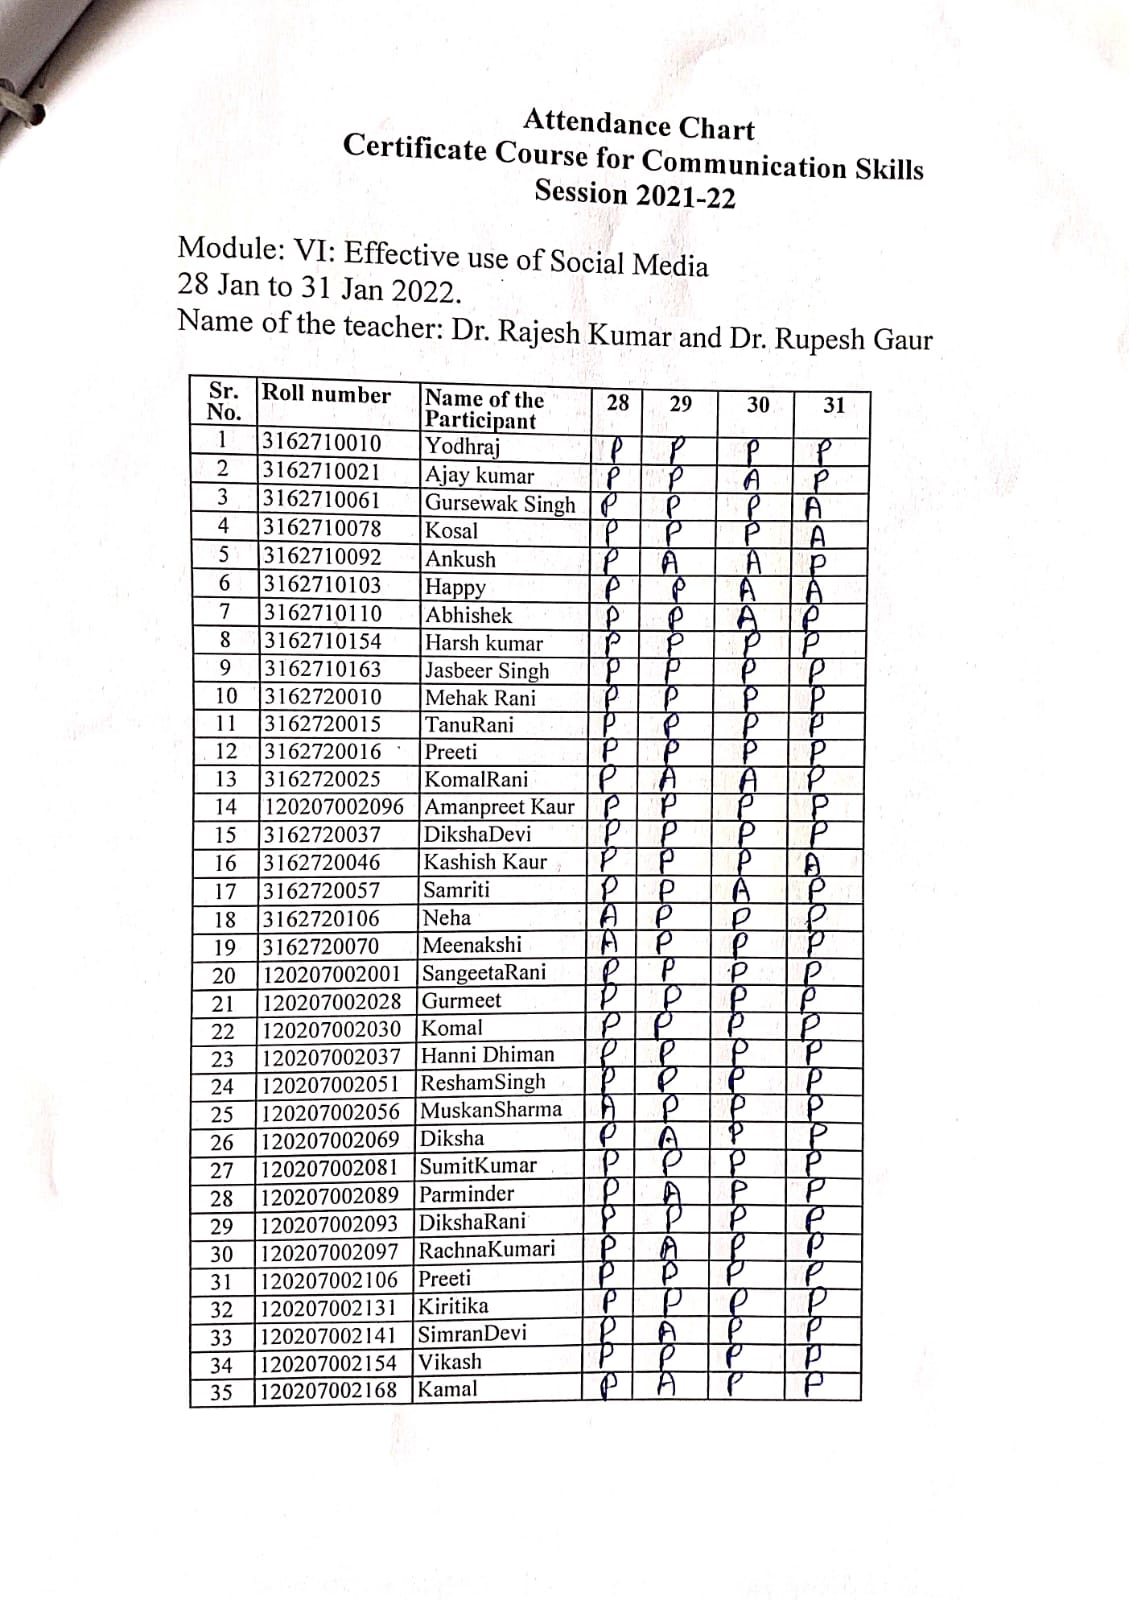 Attendance Chart
Certificate Course for Communication Skills
Session 2021-22
Module: VI: Effective use of Social Media
28 Jan to 31 Jan 2022.
Name of the teacher: Dr. Rajesh Kumar and Dr. Rupesh Gaur
Sr. No. Roll number Name of the Participant 28 29 30 31
1 3162710010 Yodhraj P P P P
2 3162710021 Ajay kumar P P A P
3 3162710061 Gursewak Singh P P P A
4 3162710078 Kosal P P P A
5 3162710092 Ankush P A A P
6 3162710103 Happy P P A A
7 3162710110 Abhishek P P A P
8 3162710154 Harsh kumar P P P P
9 3162710163 Jasbeer Singh P P P P
10 3162720010 Mehak Rani P P P P
11 3162720015 TanuRani P P P P
12 3162720016 Preeti P P P P
13 3162720025 KomalRani P A A P
14 120207002096 Amanpreet Kaur P P P P
15 3162720037 DikshaDevi P P P P
16 3162720046 Kashish Kaur P P P A
17 3162720057 Samriti P P A P
18 3162720106 Neha A P P P
19 3162720070 Meenakshi A P P P
20 120207002001 SangeetaRani P P P P
21 120207002028 Gurmeet P P P P
22 120207002030 Komal P P P P
23 120207002037 Hanni Dhiman P P P P
24 120207002051 ReshamSingh P P P P
25 120207002056 MuskanSharma A P P P
26 120207002069 Diksha P A P P
27 120207002081 SumitKumar P P P P
28 120207002089 Parminder P A P P
29 120207002093 DikshaRani P P P P
30 120207002097 RachnaKumari P A P P
31 120207002106 Preeti P P P P
32 120207002131 Kiritika P P P P
33 120207002141 SimranDevi P A P P
34 120207002154 Vikash P P P P
35 120207002168 Kamal P A P P